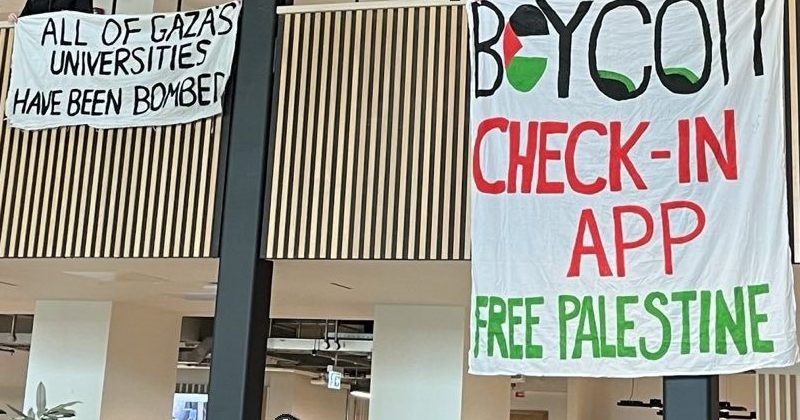 ALL OF GAZA'S
UNIVERSITIES
HAVE BEEN BOMBED
BOYCOTT
CHECK-IN
APP
FREE PALESTINE